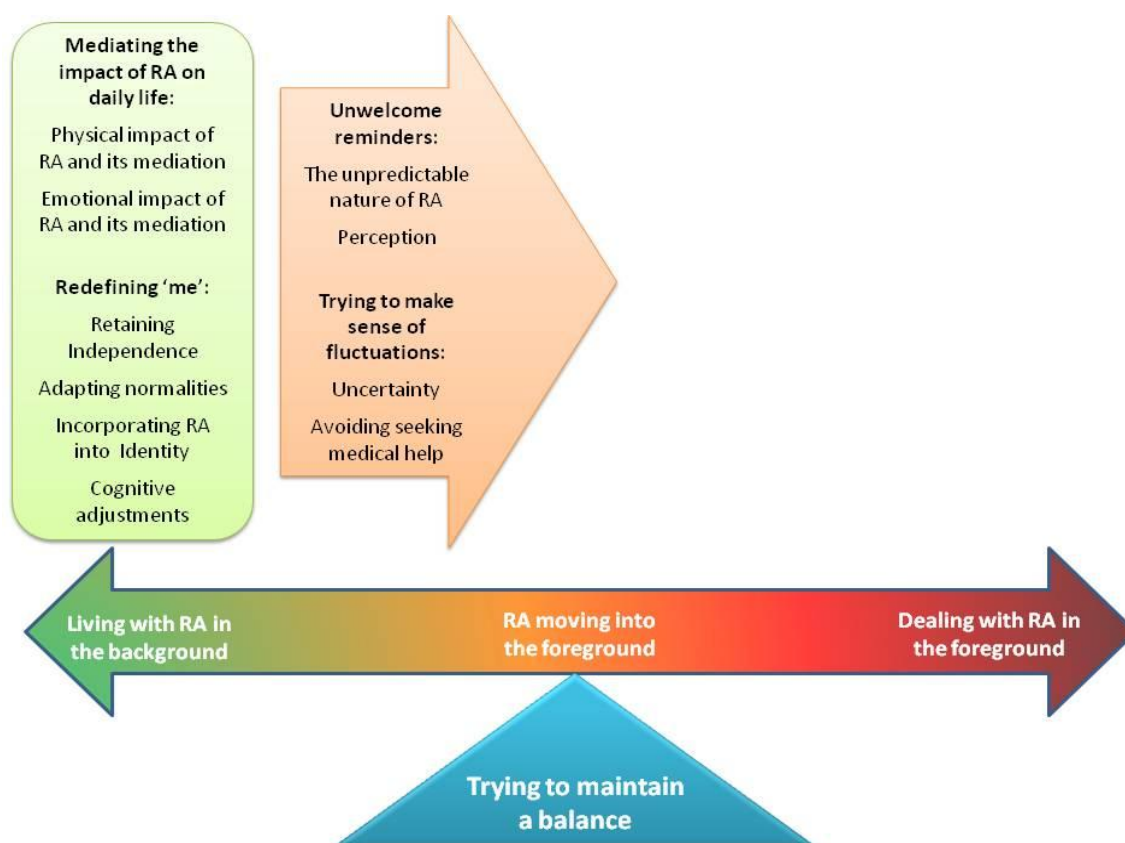 Mediating the
impact of RA on
daily life:
Physical impact of
RA and its mediation
Emotional impact of
RA and its mediation
Redefining ‘me’:
Retaining
Independence
Adapting normalities
Incorporating RA
into Identity
Cognitive
adjustments
Unwelcome
reminders:
The unpredictable
nature of RA
Perception
Trying to make
sense of
fluctuations:
Uncertainty
Avoiding seeking
medical help
Living with RA in
the background
RA moving into
the foreground
Dealing with RA in
the foreground
Trying to maintain
a balance